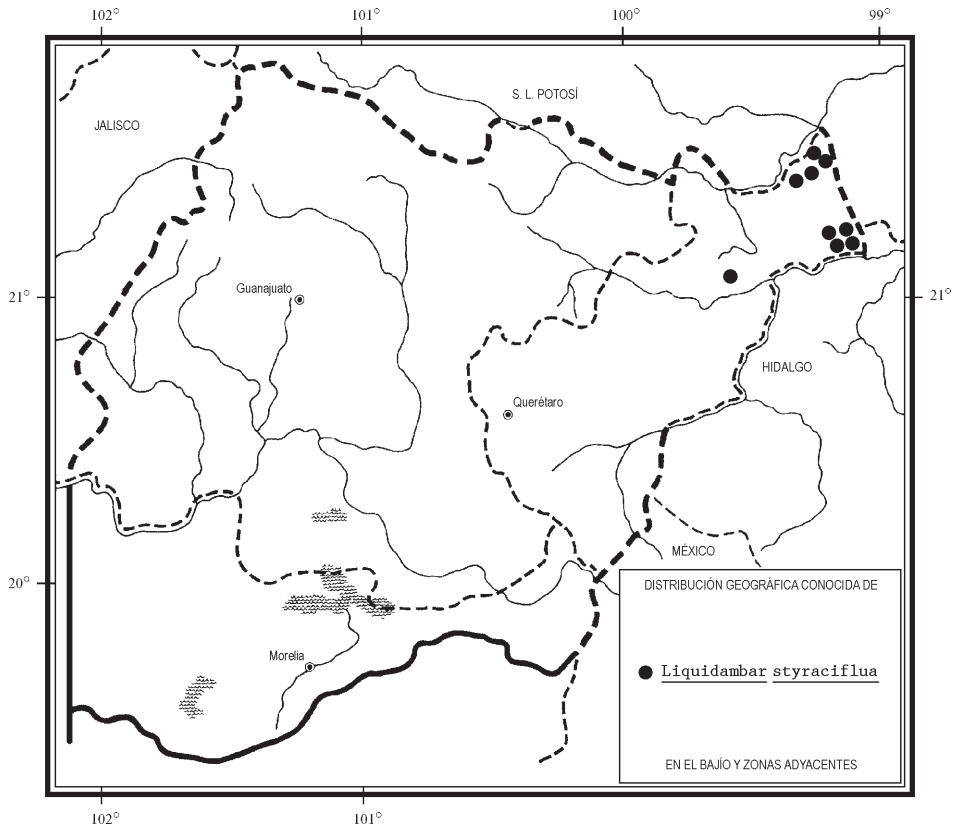 102°
101°
100°
99°
S. L. POTOSÍ
JALISCO
Guanajuato
21°
21°
HIDALGO
Querétaro
MÉXICO
20°
DISTRIBUCIÓN GEOGRÁFICA CONOCIDA DE
Morelia
Liquidambar styraciflua
EN EL BAJÍO Y ZONAS ADYACENTES
102°
101°